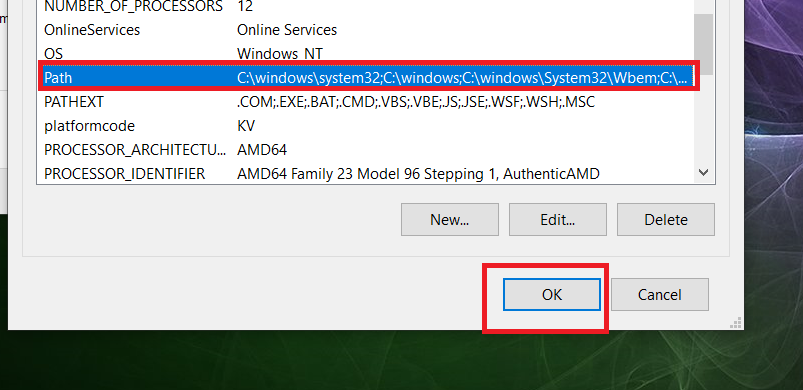 m
NUMBER_OF_PROCESSORS 12
OnlineServices Online Services
OS Windows_NT
Path C:\windows\system32;C:\windows;C:\windows\System32\Wbem;C:\...
PATHEXT .COM;.EXE;.BAT;.CMD;.VBS;.VBE;.JS;.JSE;.WSF;.WSH;.MSC
platformcode KV
PROCESSOR_ARCHITECTU... AMD64
PROCESSOR_IDENTIFIER AMD64 Family 23 Model 96 Stepping 1, AuthenticAMD
New... Edit... Delete
OK Cancel